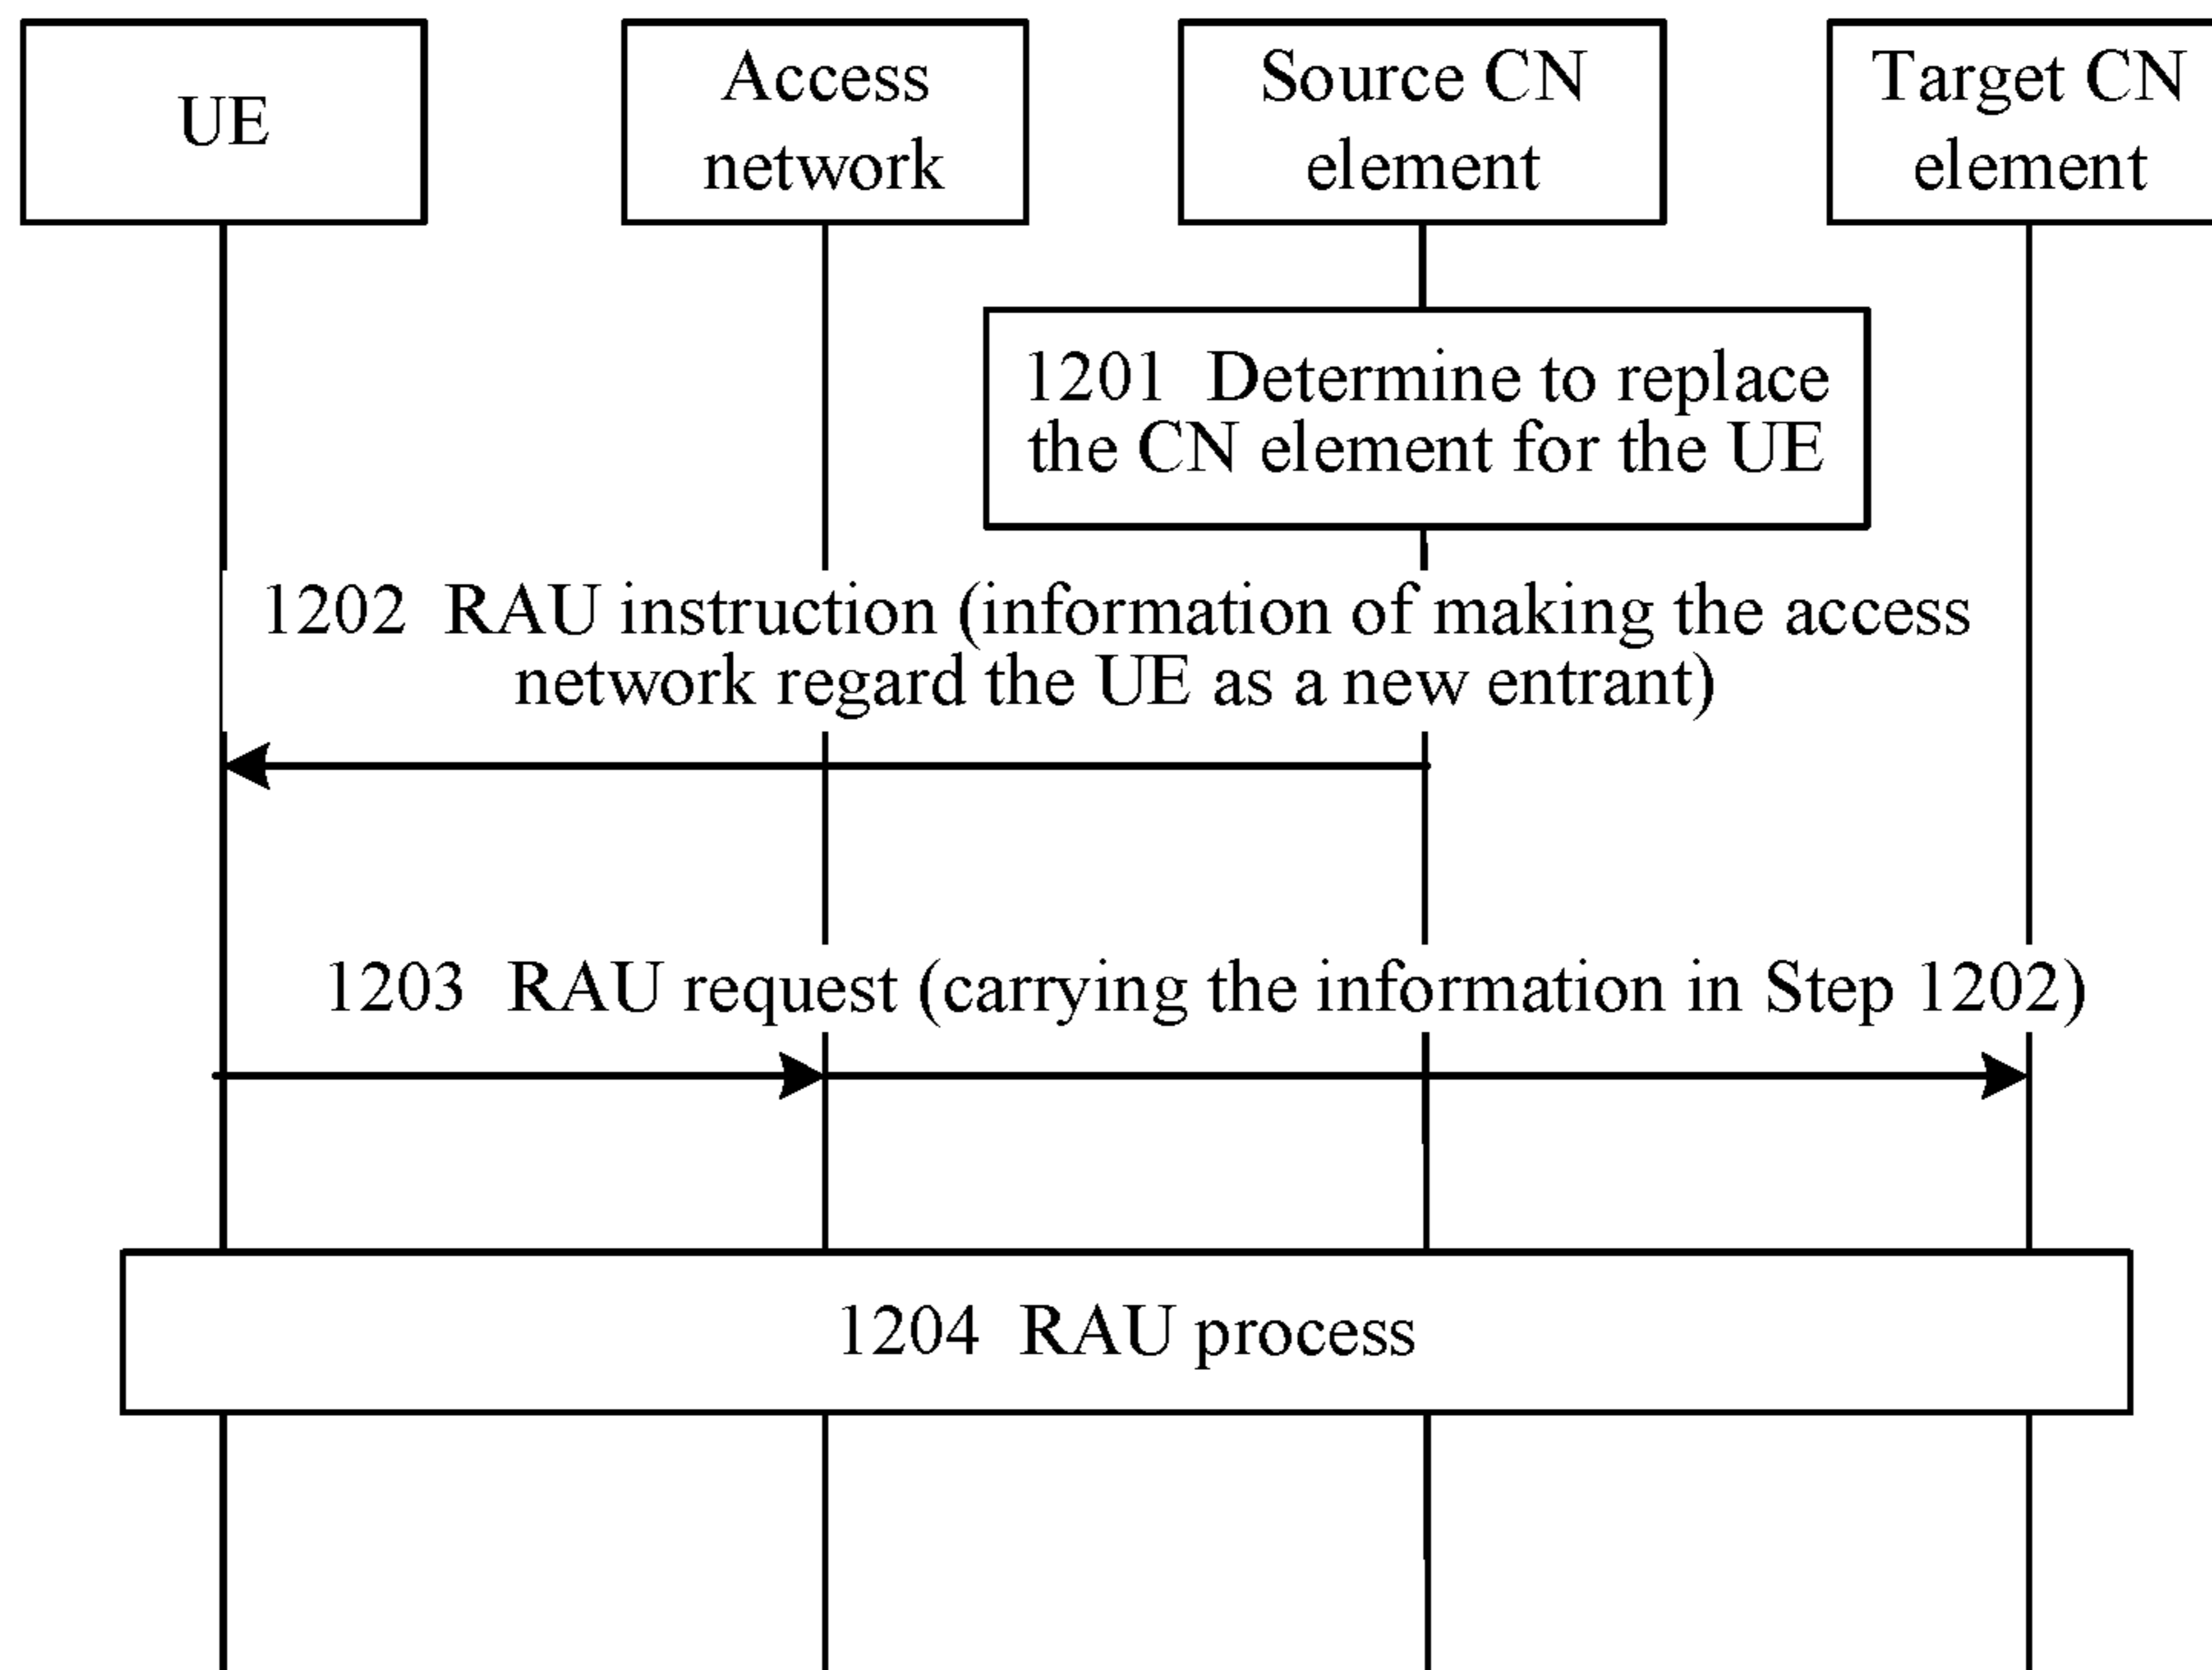 UE
Access
network
Source CN
element
Target CN
element
1201 Determine to replace
the CN element for the UE
1202 RAU instruction (information of making the access
network regard the UE as a new entrant)
1203 RAU request (carrying the information in Step 1202)
1204 RAU process